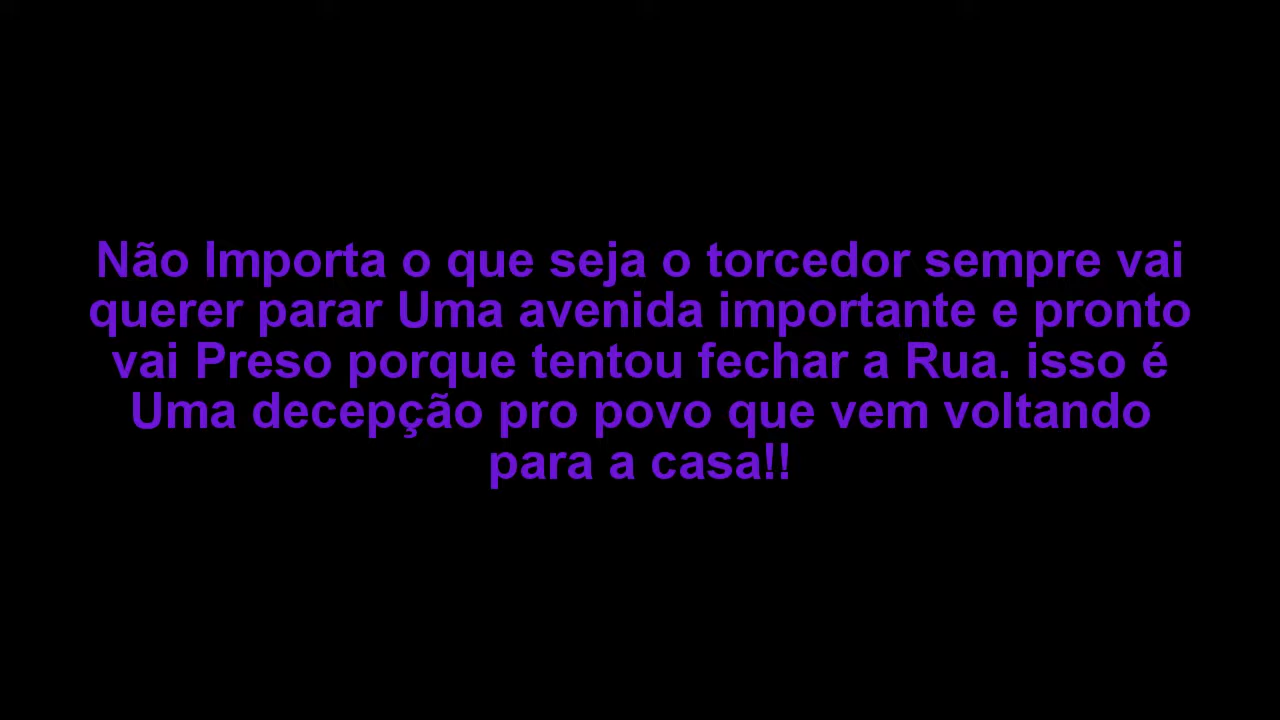 Não Importa o que seja o torcedor sempre vai
querer parar Uma avenida importante e pronto
vai Preso porque tentou fechar a Rua. isso é
Uma decepção pro povo que vem voltando
para a casa!!